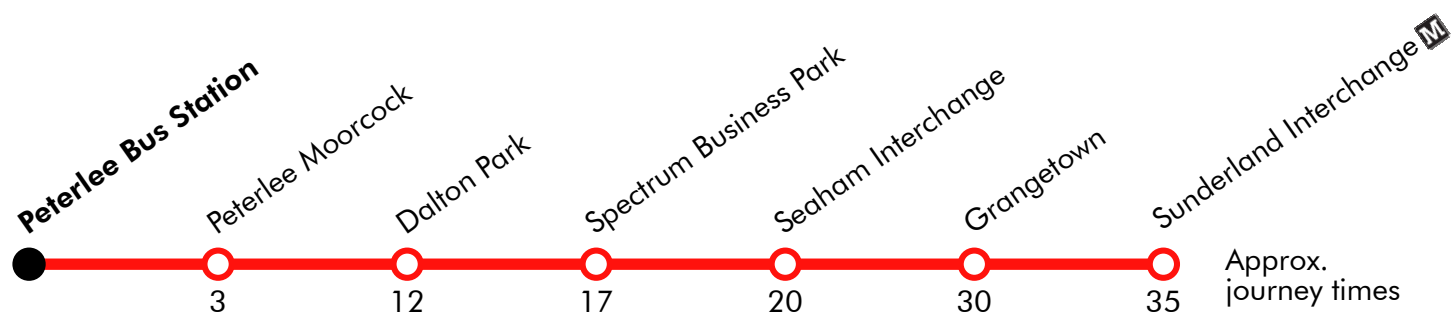 Peterlee Bus Station
Peterlee Moorcock
Dalton Park
Spectrum Business Park
Seaham Interchange
Grangetown
Sunderland Interchange M
3
12
17
20
30
35
Approx.
journey times